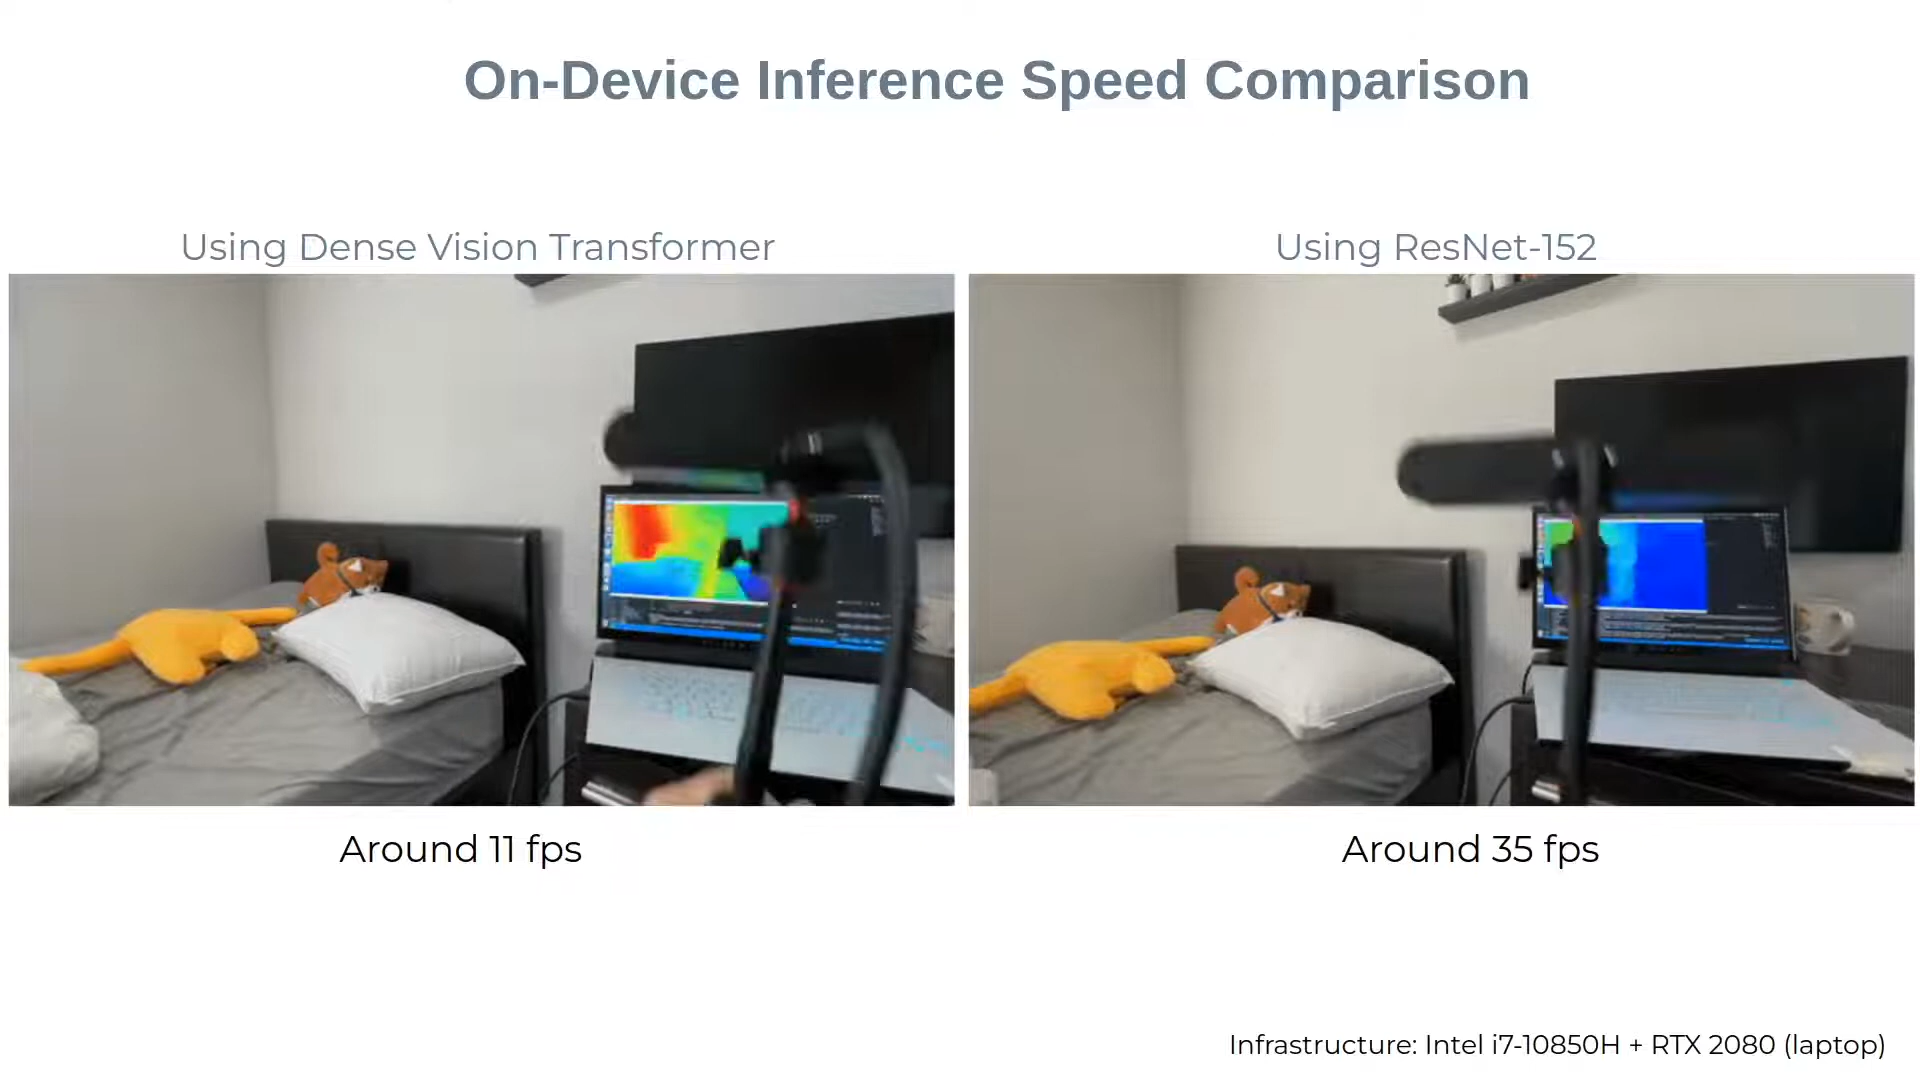 On-Device Inference Speed Comparison
Using Dense Vision Transformer
Using ResNet-152
Around 11 fps
Around 35 fps
Infrastructure: Intel i7-10850H + RTX 2080 (laptop)